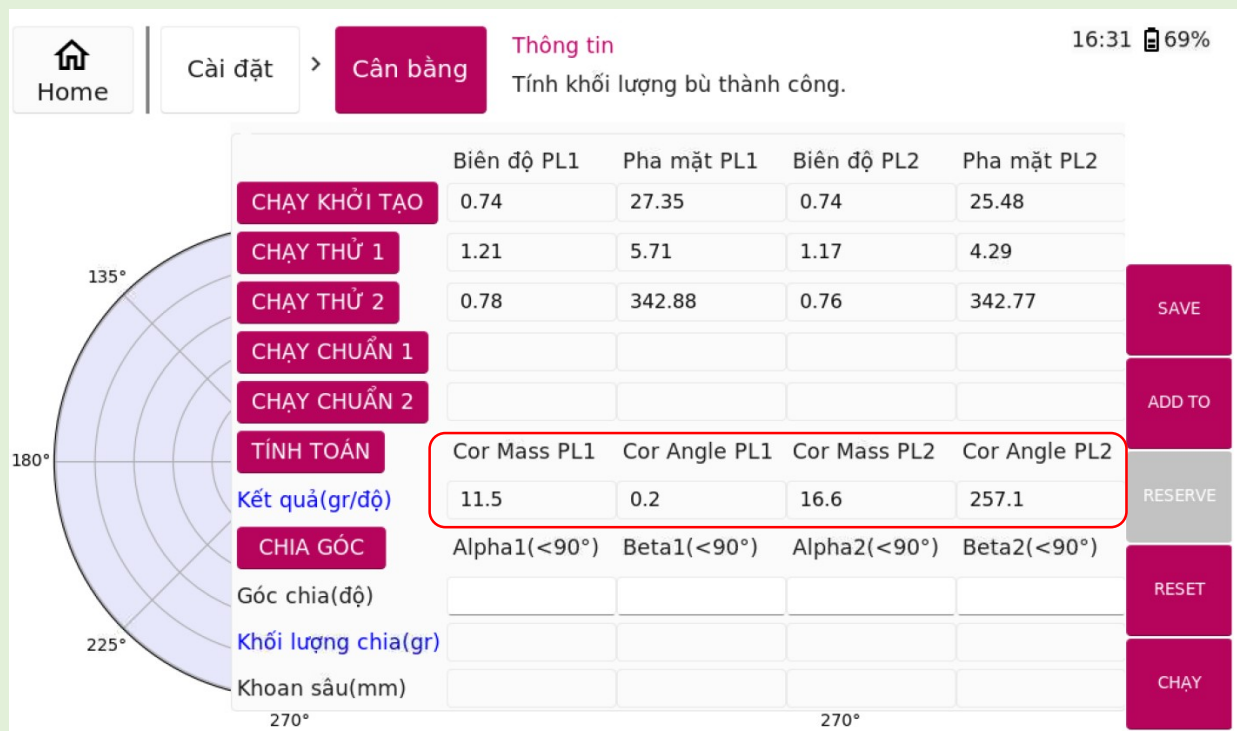 Home
Cài đặt > Cân bằng
Thông tin
Tính khối lượng bù thành công.
16:31 69%
Biên độ PL1 Pha mặt PL1 Biên độ PL2 Pha mặt PL2
CHẠY KHỞI TẠO 0.74 27.35 0.74 25.48
CHẠY THỬ 1 1.21 5.71 1.17 4.29
CHẠY THỬ 2 0.78 342.88 0.76 342.77
CHẠY CHUẨN 1
CHẠY CHUẨN 2
TÍNH TOÁN Cor Mass PL1 Cor Angle PL1 Cor Mass PL2 Cor Angle PL2
Kết quả(gr/độ) 11.5 0.2 16.6 257.1
CHIA GÓC Alpha1(<90°) Beta1(<90°) Alpha2(<90°) Beta2(<90°)
Góc chia(độ)
Khối lượng chia(gr)
Khoan sâu(mm)
135°
180°
225°
270° 270°
SAVE
ADD TO
RESERVE
RESET
CHẠY